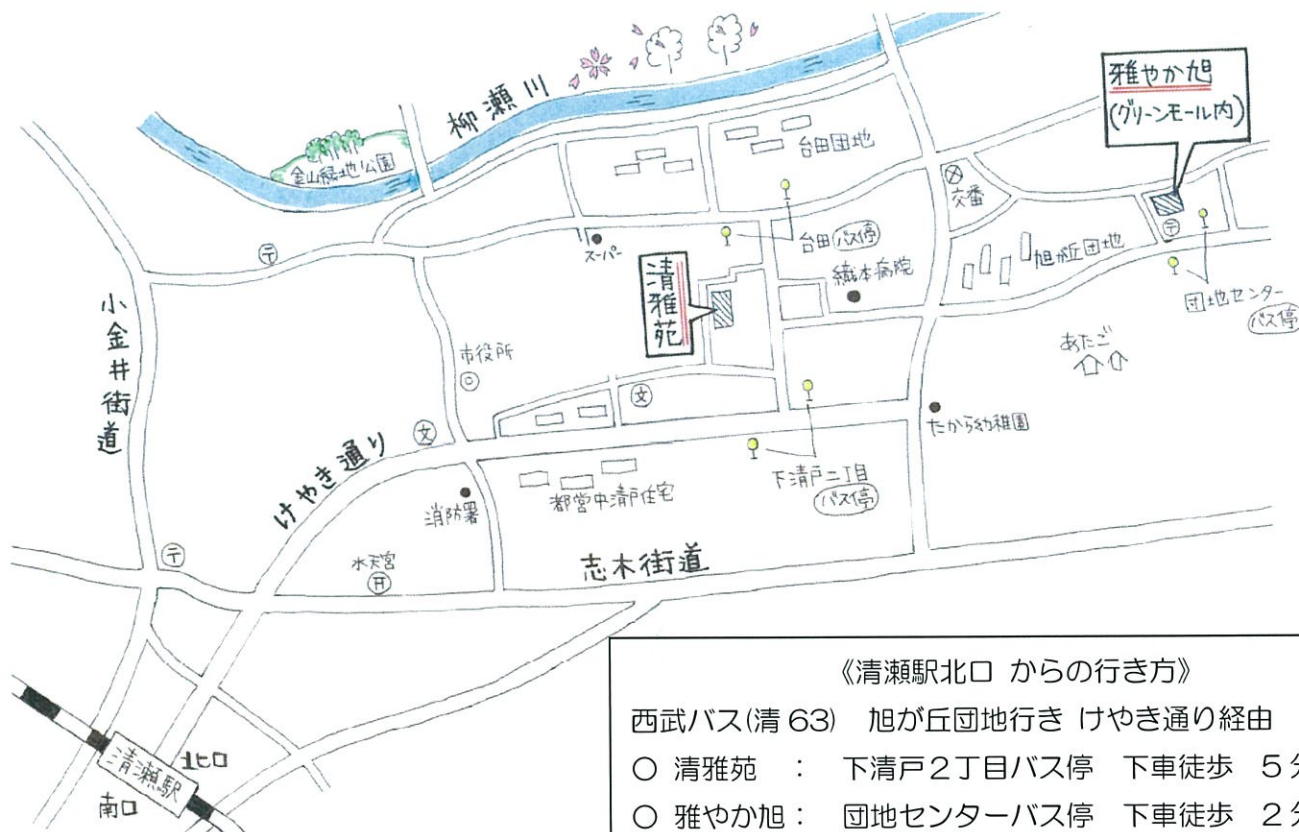 柳瀬川
金山緑地公園
台田団地
雅やか旭
(グリーンモール内)
交番
〒
スーパー
台田 バス停
織本病院
旭が丘団地
〒
団地センター
バス停
清雅苑
小金井街道
市役所
あたご
文
文
けやき通り
たから幼稚園
消防署
都営中清戸住宅
下清戸二丁目
バス停
〒
水天宮
志木街道
清瀬駅
北口
南口
《清瀬駅北口 からの行き方》
西武バス(清63) 旭が丘団地行き けやき通り経由
○ 清雅苑 : 下清戸2丁目バス停 下車徒歩 5分
○ 雅やか旭: 団地センターバス停 下車徒歩 2分